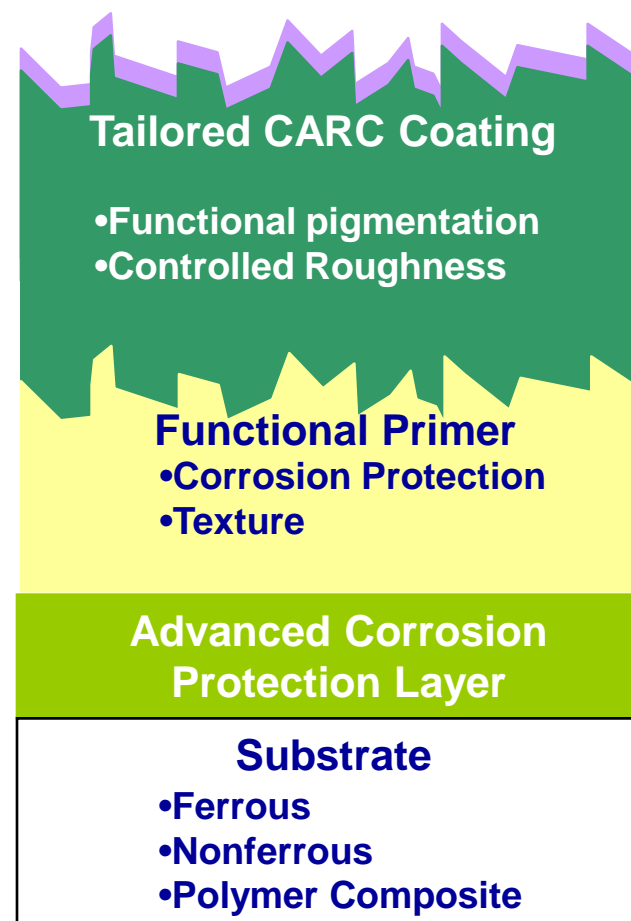 Tailored CARC Coating
•Functional pigmentation
•Controlled Roughness
Functional Primer
•Corrosion Protection
•Texture
Advanced Corrosion
Protection Layer
Substrate
•Ferrous
•Nonferrous
•Polymer Composite